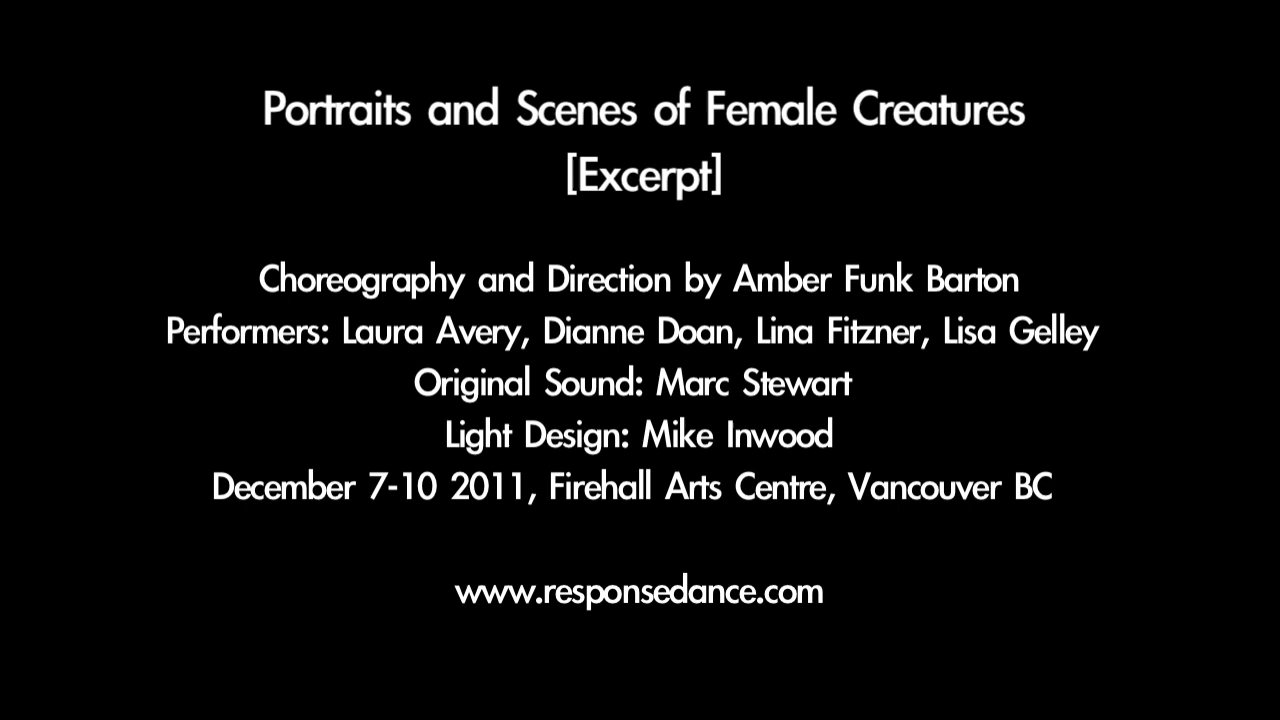 Portraits and Scenes of Female Creatures
[Excerpt]
Choreography and Direction by Amber Funk Barton
Performers: Laura Avery, Dianne Doan, Lina Fitzner, Lisa Gelley
Original Sound: Marc Stewart
Light Design: Mike Inwood
December 7-10 2011, Firehall Arts Centre, Vancouver BC
www.responsedance.com